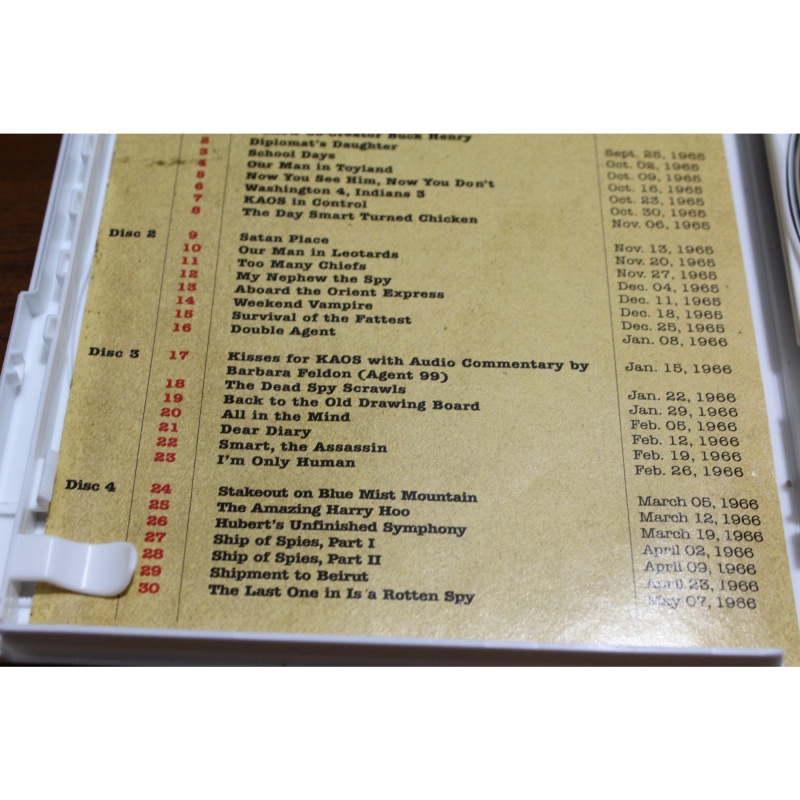 Co-Creator Buck Henry
2 Diplomat's Daughter Sept. 25, 1965
3 School Days Oct. 02, 1965
4 Our Man in Toyland Oct. 09, 1965
5 Now You See Him, Now You Don't Oct. 16, 1965
6 Washington 4, Indians 3 Oct. 23, 1965
7 KAOS in Control Oct. 30, 1965
8 The Day Smart Turned Chicken Nov. 06, 1965
Disc 2 9 Satan Place Nov. 13, 1965
10 Our Man in Leotards Nov. 20, 1965
11 Too Many Chiefs Nov. 27, 1965
12 My Nephew the Spy Dec. 04, 1965
13 Aboard the Orient Express Dec. 11, 1965
14 Weekend Vampire Dec. 18, 1965
15 Survival of the Fattest Dec. 25, 1965
16 Double Agent Jan. 08, 1966
Disc 3 17 Kisses for KAOS with Audio Commentary by Jan. 15, 1966
Barbara Feldon (Agent 99)
18 The Dead Spy Scrawls Jan. 22, 1966
19 Back to the Old Drawing Board Jan. 29, 1966
20 All in the Mind Feb. 05, 1966
21 Dear Diary Feb. 12, 1966
22 Smart, the Assassin Feb. 19, 1966
23 I'm Only Human Feb. 26, 1966
Disc 4 24 Stakeout on Blue Mist Mountain March 05, 1966
25 The Amazing Harry Hoo March 12, 1966
26 Hubert's Unfinished Symphony March 19, 1966
27 Ship of Spies, Part I April 02, 1966
28 Ship of Spies, Part II April 09, 1966
29 Shipment to Beirut April 23, 1966
30 The Last One in Is a Rotten Spy May 07, 1966